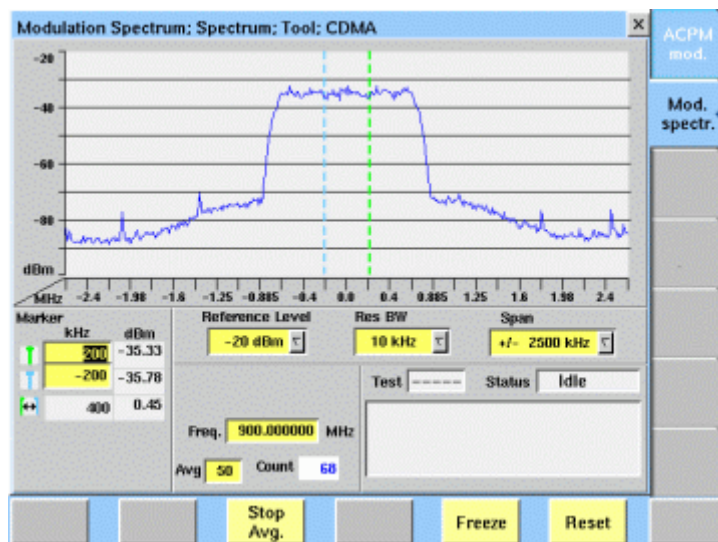 Modulation Spectrum; Spectrum; Tool; CDMA
x
ACPM mod.
Mod. spectr.
-20
-40
-60
-80
dBm
MHz -2.4 -1.98 -1.6 -1.25 -0.885 -0.4 0.0 0.4 0.885 1.25 1.6 1.98 2.4
Marker
kHz dBm
200 -35.33
-200 -35.78
400 0.45
Reference Level Res BW Span
-20 dBm 10 kHz +/- 2500 kHz
Test ----- Status Idle
Freq. 900.000000 MHz
Avg 50 Count 68
Stop Avg.
Freeze
Reset